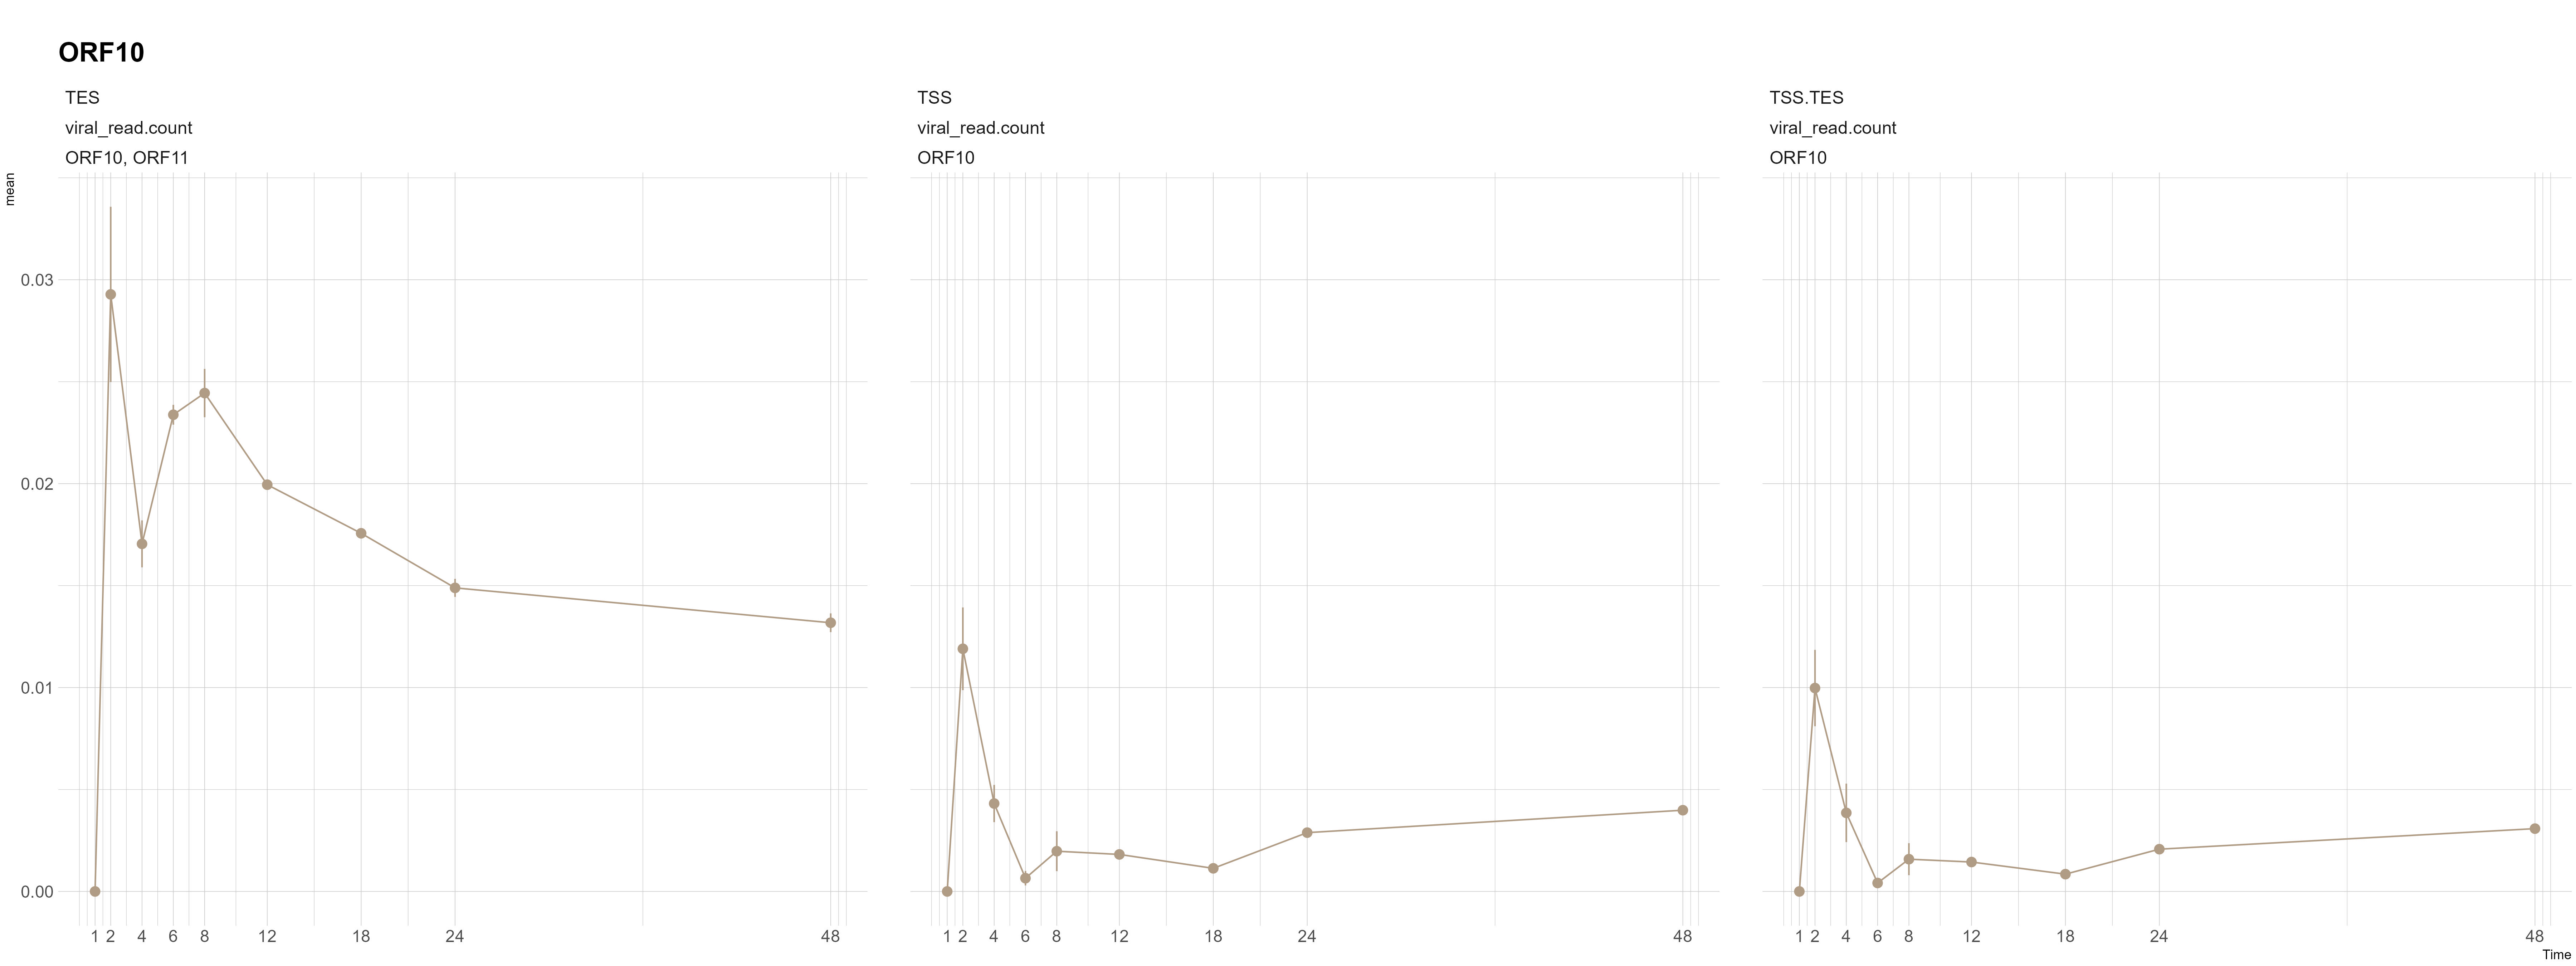 ORF10
TES
viral_read.count
ORF10, ORF11
TSS
viral_read.count
ORF10
TSS.TES
viral_read.count
ORF10
mean
0.03
0.02
0.01
0.00
1 2 4 6 8 12 18 24 48
1 2 4 6 8 12 18 24 48
1 2 4 6 8 12 18 24 48
Time